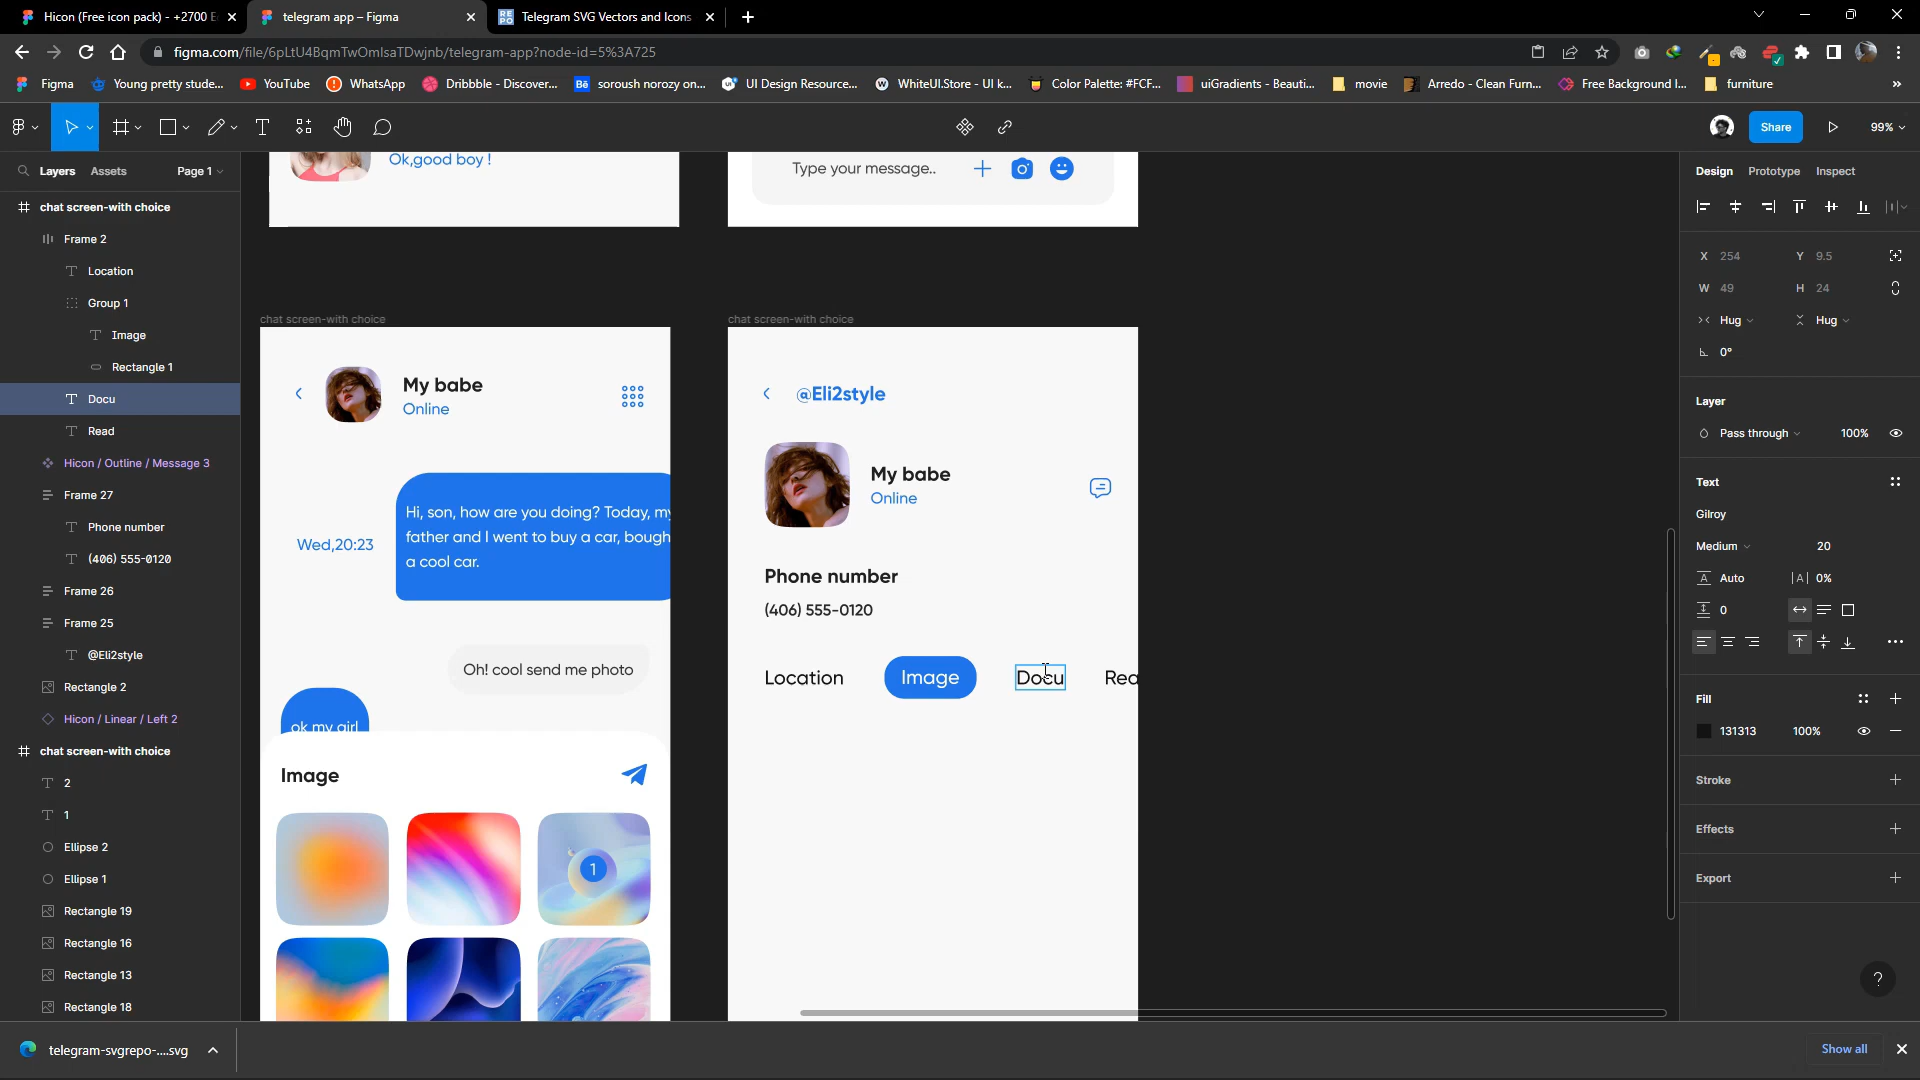 Hicon (Free icon pack) - +2700 E
telegram app – Figma
Telegram SVG Vectors and Icons
figma.com/file/6pLtU4BqmTwOmIsaTDwjnb/telegram-app?node-id=5%3A725
Figma
Young pretty stude...
YouTube
WhatsApp
Dribbble - Discover...
soroush norozy on...
UI Design Resource...
WhiteUI.Store - UI k...
Color Palette: #FCF...
uiGradients - Beauti...
movie
Arredo - Clean Furn...
Free Background I...
furniture
Share
99%
Layers
Assets
Page 1
chat screen-with choice
Frame 2
Location
Group 1
Image
Rectangle 1
Docu
Read
Hicon / Outline / Message 3
Frame 27
Phone number
(406) 555-0120
Frame 26
Frame 25
@Eli2style
Rectangle 2
Hicon / Linear / Left 2
chat screen-with choice
2
1
Ellipse 2
Ellipse 1
Rectangle 19
Rectangle 16
Rectangle 13
Rectangle 18
Ok,good boy !
Type your message..
chat screen-with choice
My babe
Online
Wed,20:23
Hi, son, how are you doing? Today, my
father and I went to buy a car, bough
a cool car.
Oh! cool send me photo
ok my girl
Image
1
chat screen-with choice
@Eli2style
My babe
Online
Phone number
(406) 555-0120
Location
Image
Docu
Rea
Design
Prototype
Inspect
X 254
Y 9.5
W 49
H 24
Hug
Hug
0°
Layer
Pass through
100%
Text
Gilroy
Medium
20
Auto
0%
0
Fill
131313
100%
Stroke
Effects
Export
?
telegram-svgrepo-....svg
Show all